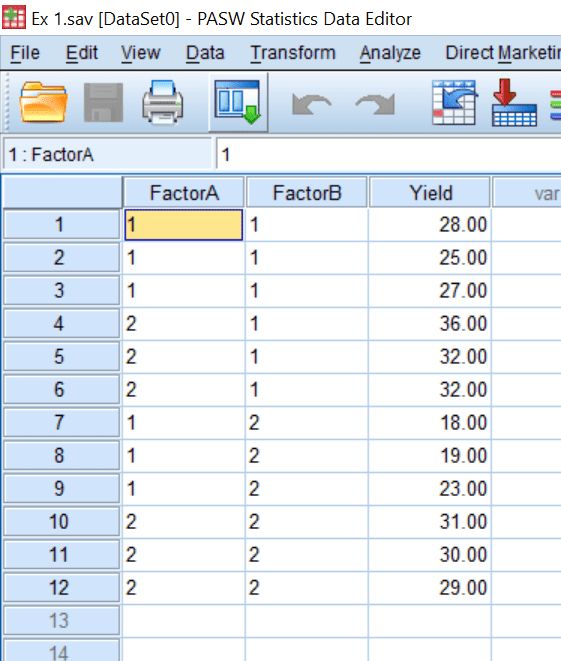 Ex 1.sav [DataSet0] - PASW Statistics Data Editor
File Edit View Data Transform Analyze Direct
1 : FactorA 1
FactorA FactorB Yield var
1 1 1 28.00
2 1 1 25.00
3 1 1 27.00
4 2 1 36.00
5 2 1 32.00
6 2 1 32.00
7 1 2 18.00
8 1 2 19.00
9 1 2 23.00
10 2 2 31.00
11 2 2 30.00
12 2 2 29.00
13
14